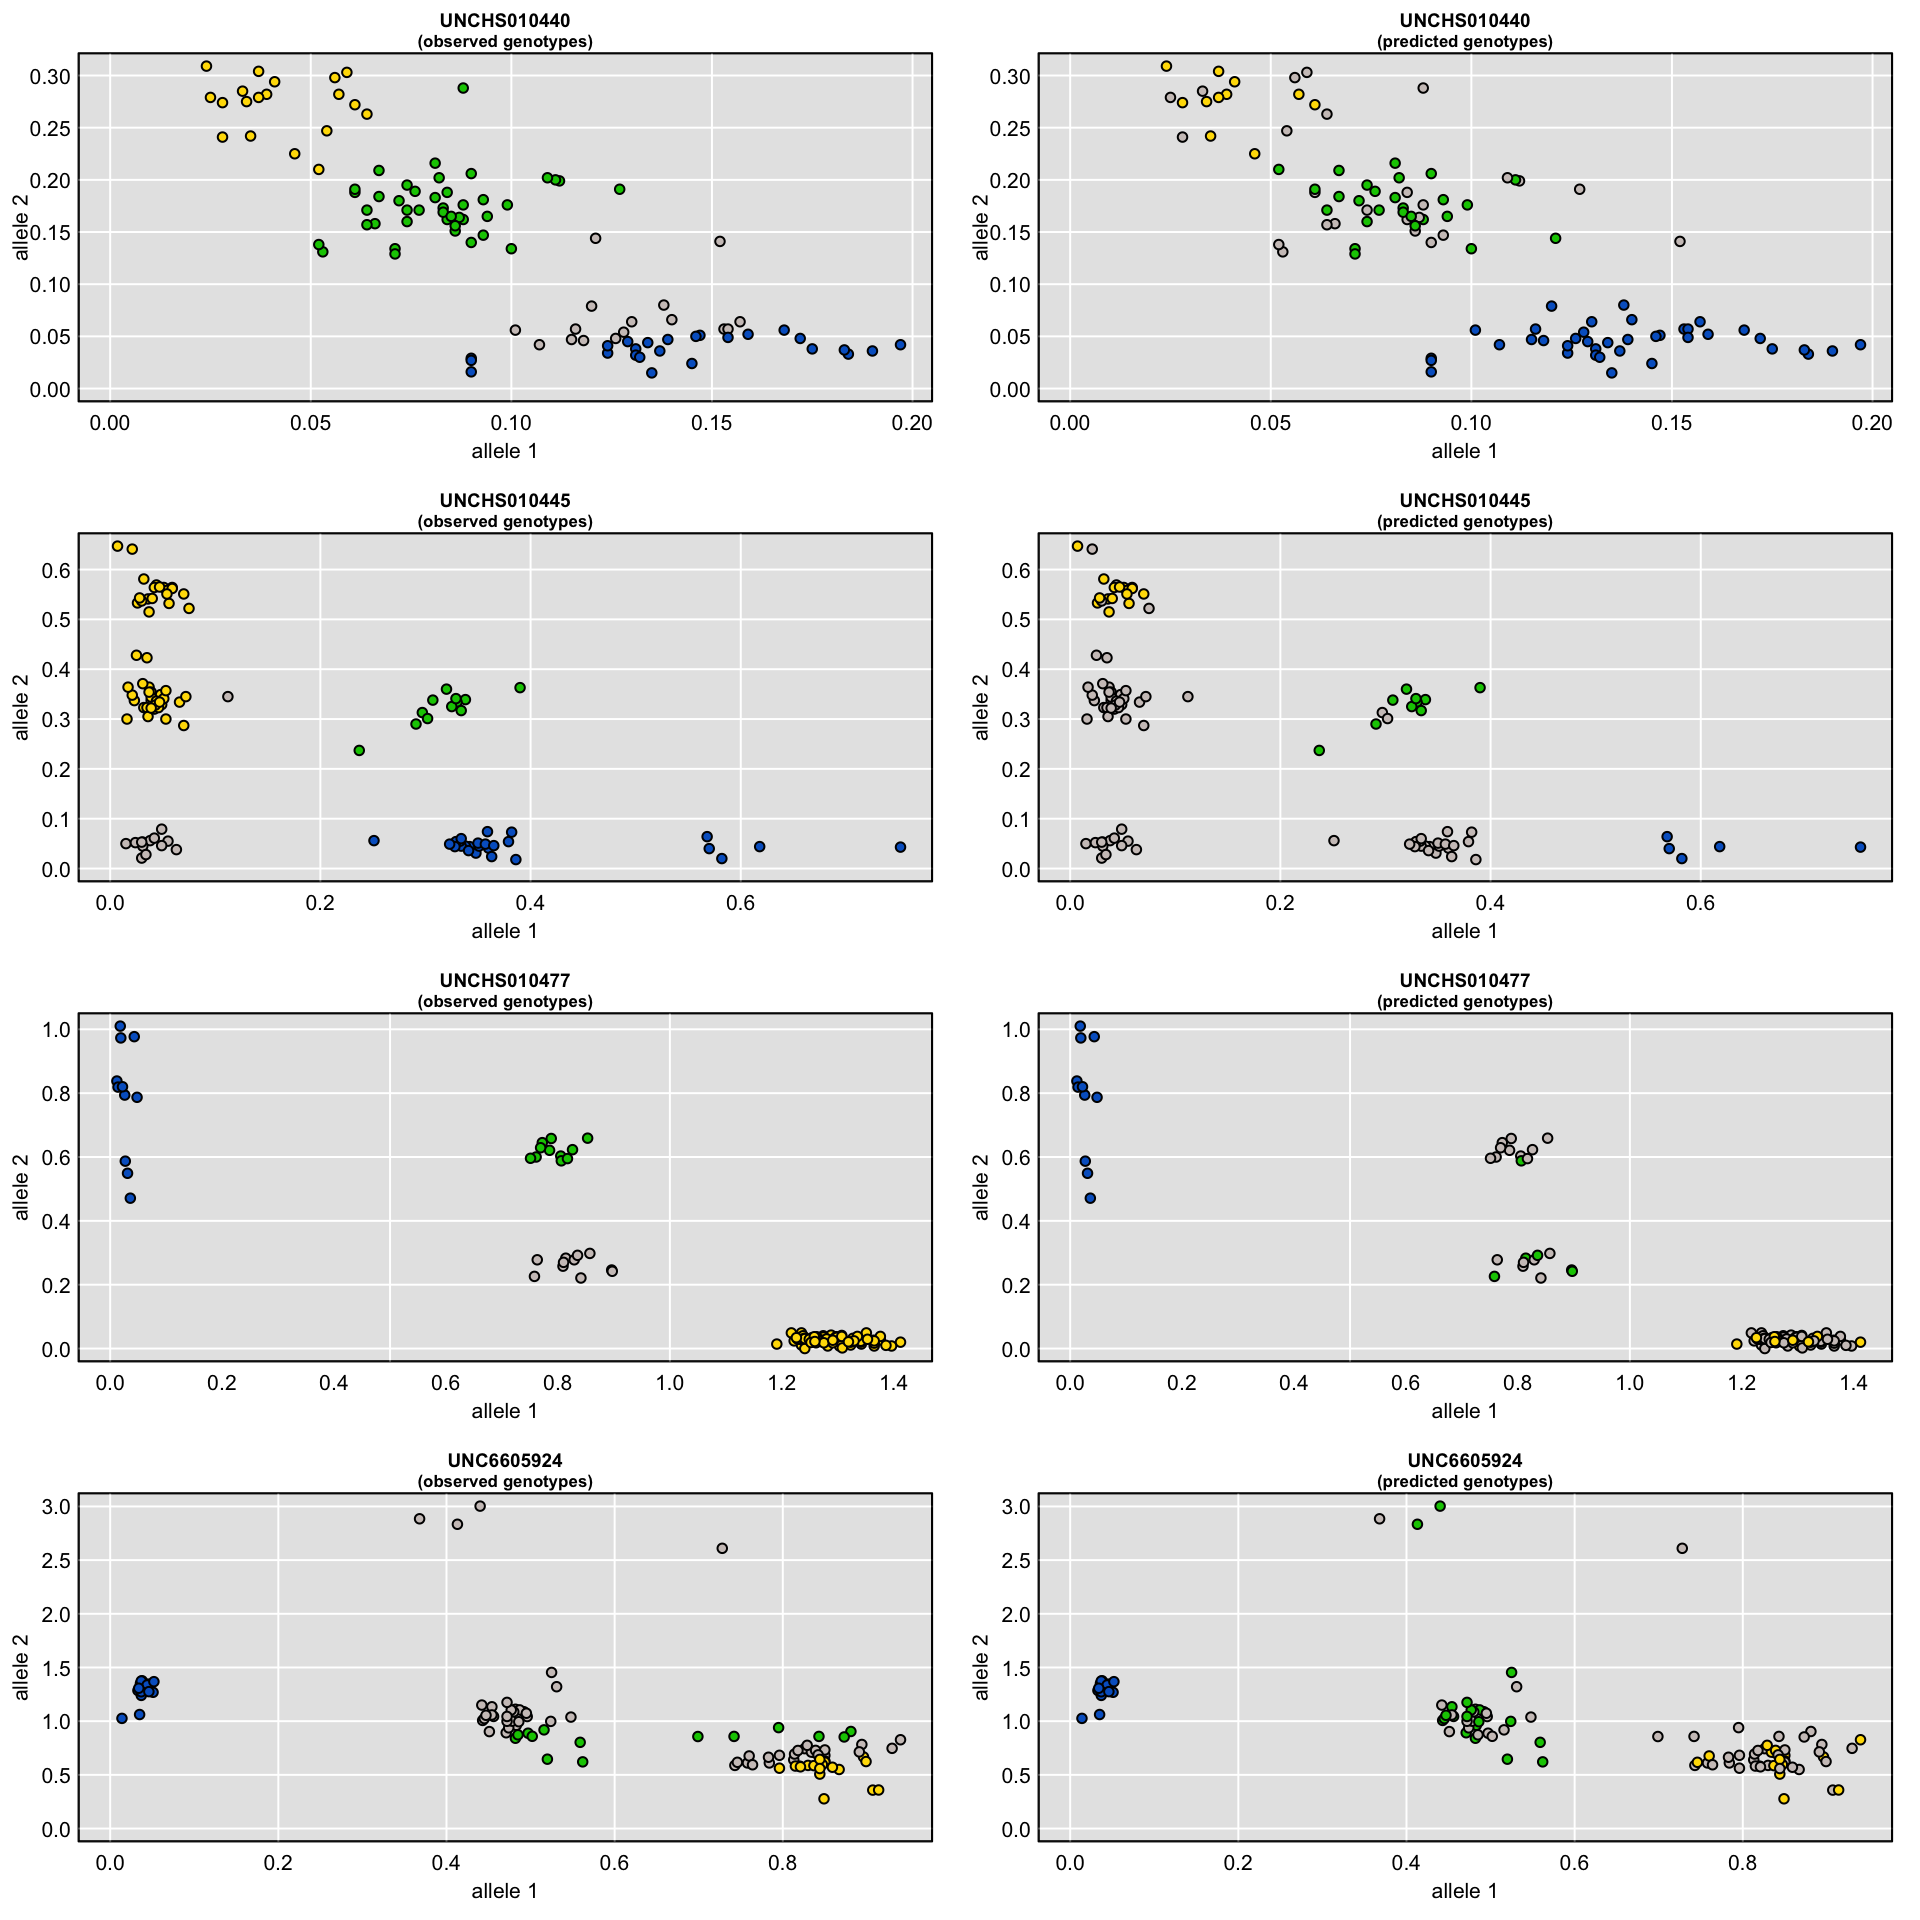 UNCHS010440
(observed genotypes)
allele 2
0.30
0.25
0.20
0.15
0.10
0.05
0.00
0.00 0.05 0.10 0.15 0.20
allele 1
UNCHS010440
(predicted genotypes)
allele 2
0.30
0.25
0.20
0.15
0.10
0.05
0.00
0.00 0.05 0.10 0.15 0.20
allele 1
UNCHS010445
(observed genotypes)
allele 2
0.6
0.5
0.4
0.3
0.2
0.1
0.0
0.0 0.2 0.4 0.6
allele 1
UNCHS010445
(predicted genotypes)
allele 2
0.6
0.5
0.4
0.3
0.2
0.1
0.0
0.0 0.2 0.4 0.6
allele 1
UNCHS010477
(observed genotypes)
allele 2
1.0
0.8
0.6
0.4
0.2
0.0
0.0 0.2 0.4 0.6 0.8 1.0 1.2 1.4
allele 1
UNCHS010477
(predicted genotypes)
allele 2
1.0
0.8
0.6
0.4
0.2
0.0
0.0 0.2 0.4 0.6 0.8 1.0 1.2 1.4
allele 1
UNC6605924
(observed genotypes)
allele 2
3.0
2.5
2.0
1.5
1.0
0.5
0.0
0.0 0.2 0.4 0.6 0.8
allele 1
UNC6605924
(predicted genotypes)
allele 2
3.0
2.5
2.0
1.5
1.0
0.5
0.0
0.0 0.2 0.4 0.6 0.8
allele 1